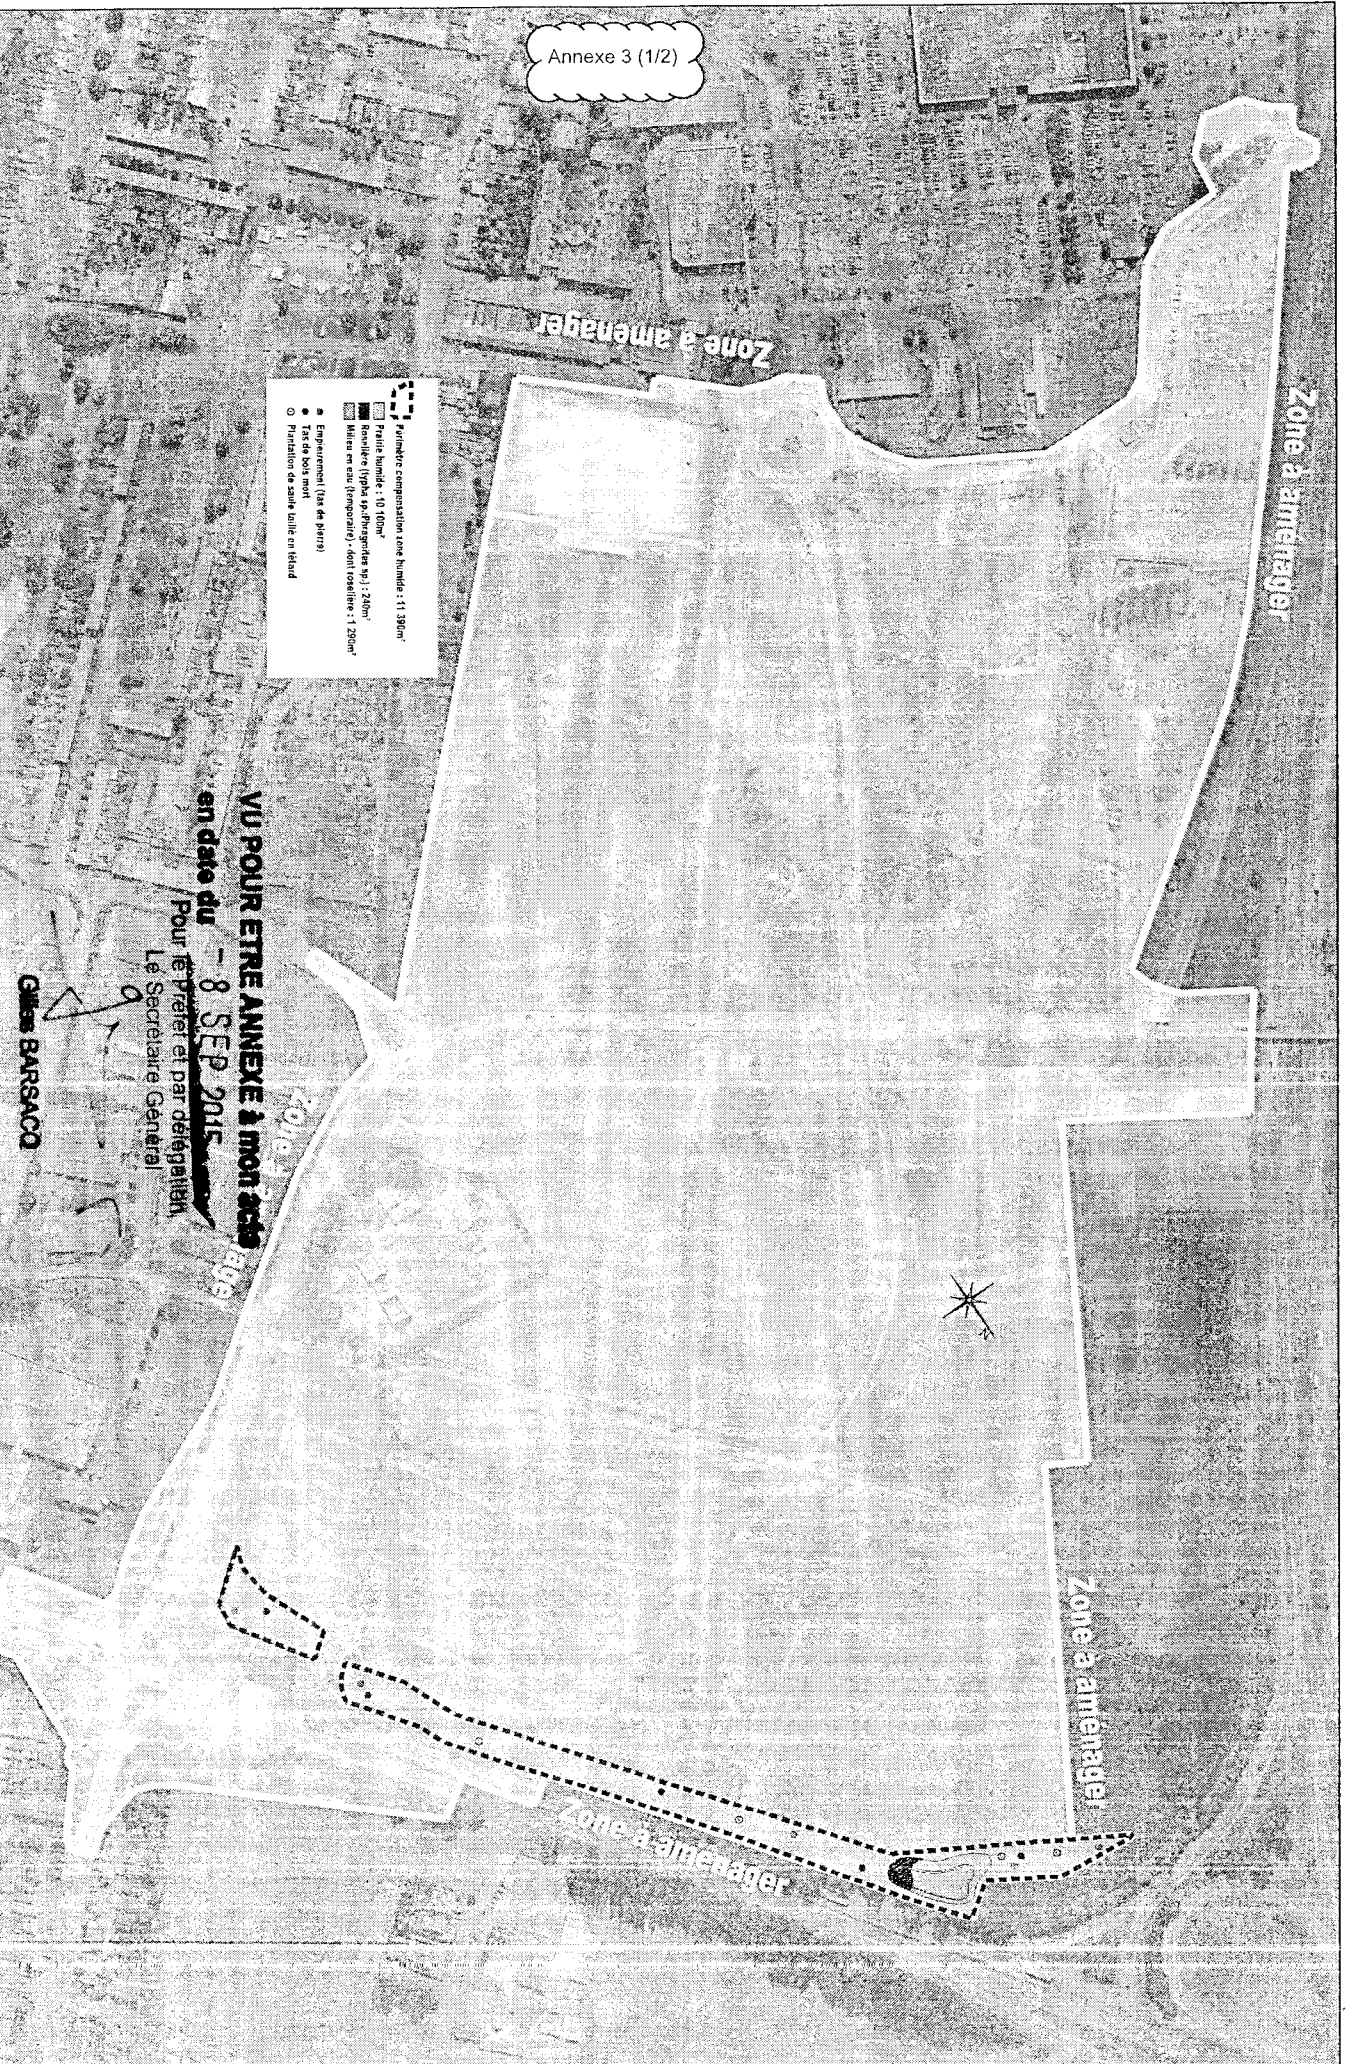 Annexe 3 (1/2)
Zone à aménager
Zone à aménager
Périmètre compensation zone humide : 11 390m²
Prairie humide : 10 100m²
Roselière (typha sp./Phragmites sp.) : 240m²
Milieu en eau (temporaire) - dont roselière : 1 290m²
Empierrement (tas de pierre)
Tas de bois mort
Plantation de saule taillé en têtard
VU POUR ETRE ANNEXE à mon acte
en date du - 8 SEP 2015
Pour le Préfet et par délégation,
Le Secrétaire Général
Gilles BARSACQ
Zone à
ager
N
Zone à aménager
Zone à aménager